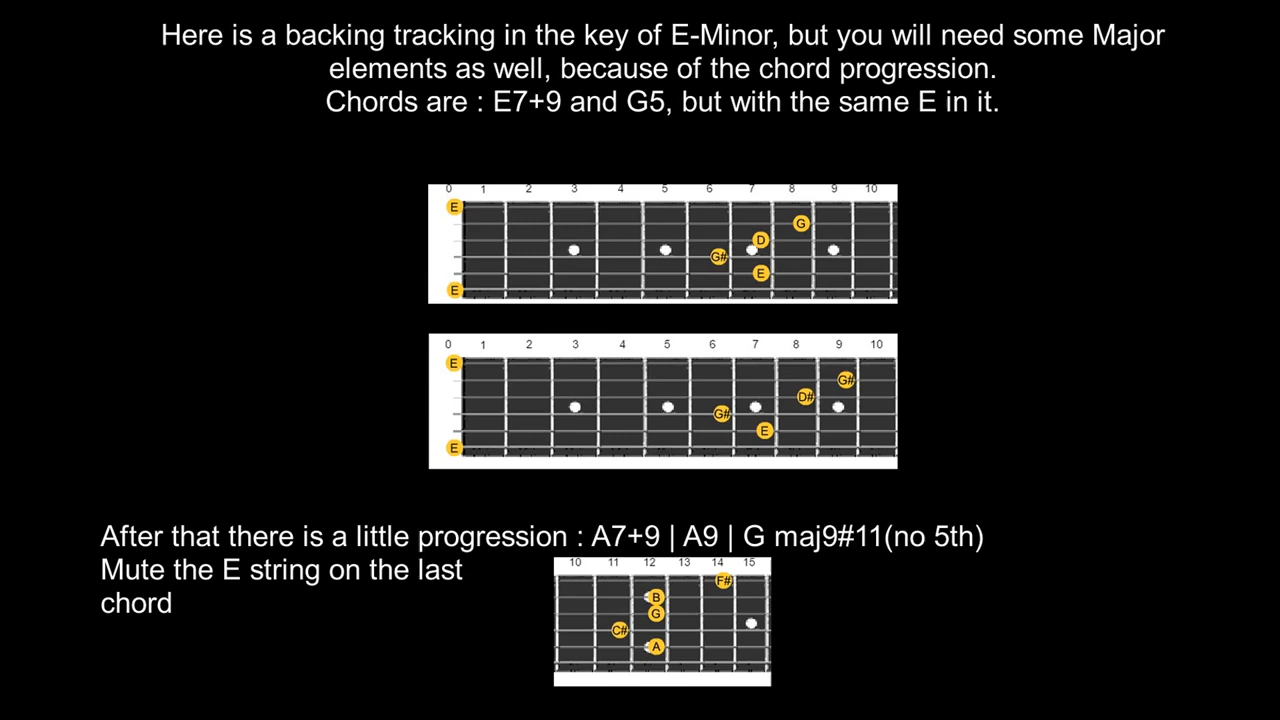 Here is a backing tracking in the key of E-Minor, but you will need some Major
elements as well, because of the chord progression.
Chords are : E7+9 and G5, but with the same E in it.
0 1 2 3 4 5 6 7 8 9 10
E
G
D
G#
E
E
0 1 2 3 4 5 6 7 8 9 10
E
G#
D#
G#
E
E
After that there is a little progression : A7+9 | A9 | G maj9#11(no 5th)
Mute the E string on the last
chord
10 11 12 13 14 15
F#
B
G
C#
A